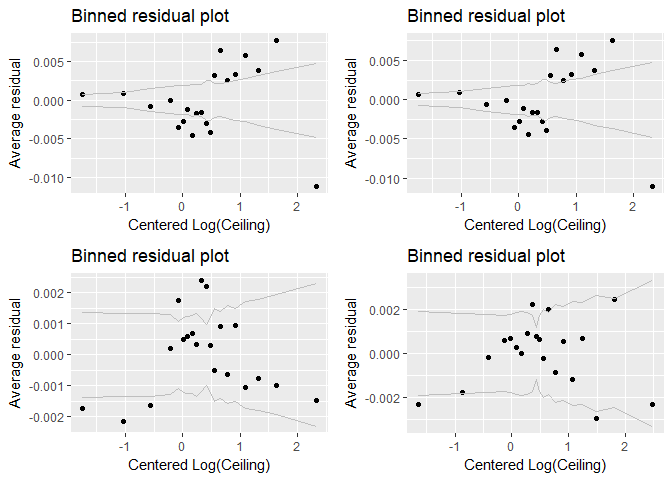 Binned residual plot
Binned residual plot
0.005
0.000
-0.005
-0.010
Average residual
-1
0
1
2
Centered Log(Ceiling)
0.005
0.000
-0.005
-0.010
Average residual
-1
0
1
2
Centered Log(Ceiling)
Binned residual plot
Binned residual plot
0.002
0.001
0.000
-0.001
-0.002
Average residual
-1
0
1
2
Centered Log(Ceiling)
0.002
0.000
-0.002
Average residual
-1
0
1
2
Centered Log(Ceiling)